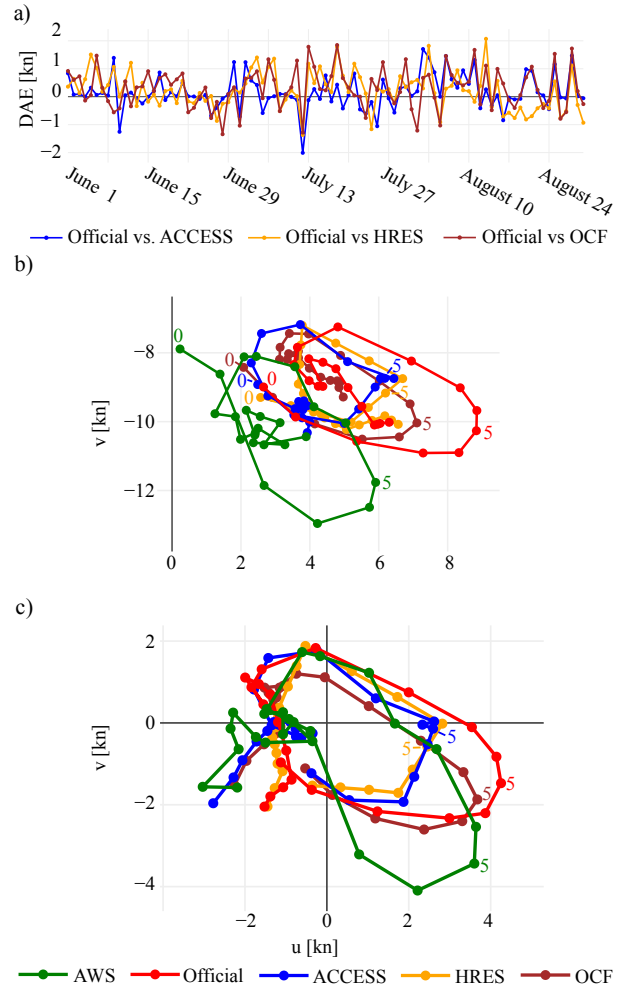 a)
DAE [kn]
2
1
0
−1
−2
June 1
June 15
June 29
July 13
July 27
August 10
August 24
Official vs. ACCESS
Official vs HRES
Official vs OCF
b)
v [kn]
−8
−10
−12
0
2
4
6
8
0
0
0
0
0
5
5
5
5
5
c)
v [kn]
2
0
−2
−4
−2
0
2
4
5
5
5
5
5
u [kn]
AWS
Official
ACCESS
HRES
OCF